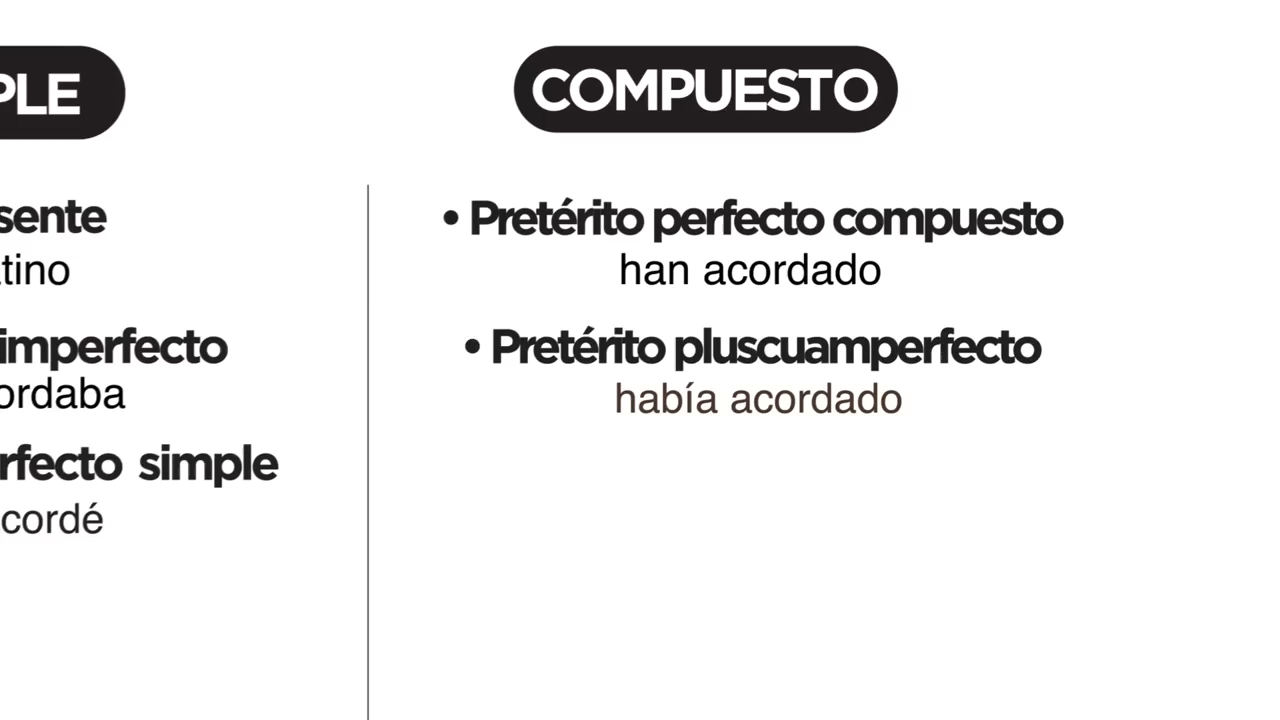 PLE
sente
tino
imperfecto
ordaba
rfecto simple
cordé
COMPUESTO
• Pretérito perfecto compuesto
han acordado
• Pretérito pluscuamperfecto
había acordado